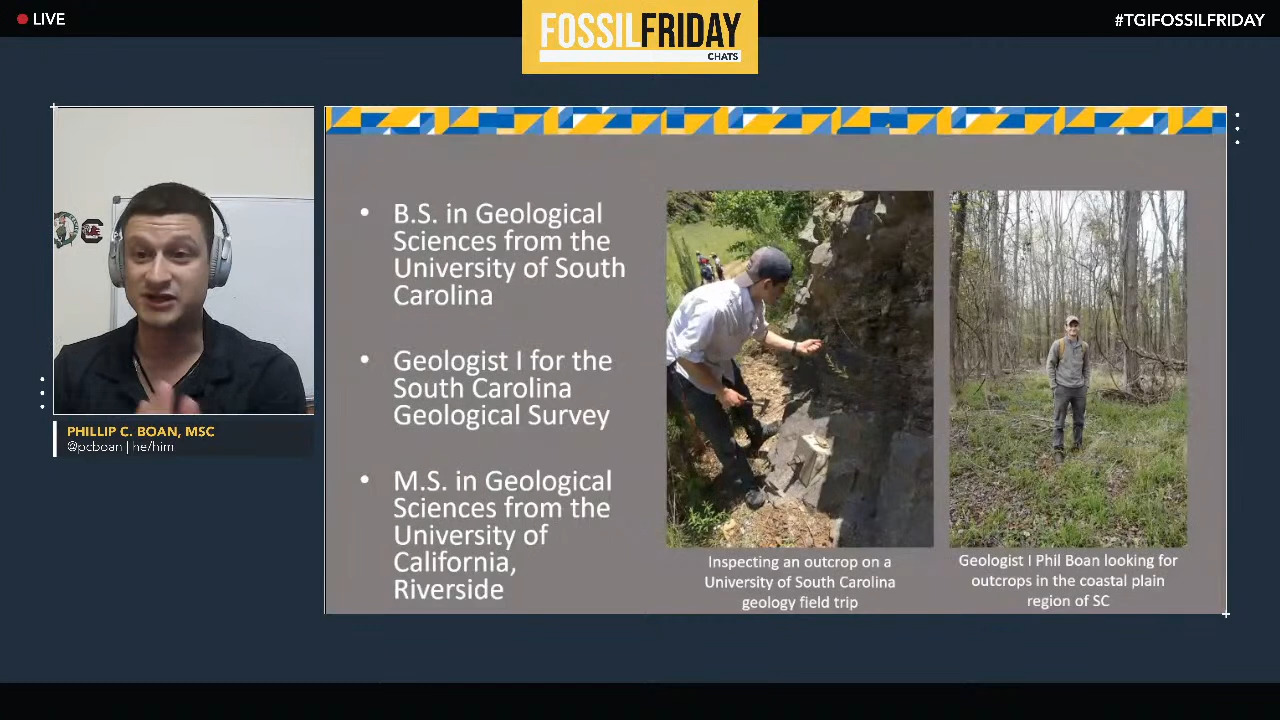 LIVE
FOSSILFRIDAY
CHATS
#TGIFOSSILFRIDAY
PHILLIP C. BOAN, MSC
@pcboan | he/him
• B.S. in Geological
Sciences from the
University of South
Carolina
• Geologist I for the
South Carolina
Geological Survey
• M.S. in Geological
Sciences from the
University of
California,
Riverside
Inspecting an outcrop on a
University of South Carolina
geology field trip
Geologist I Phil Boan looking for
outcrops in the coastal plain
region of SC